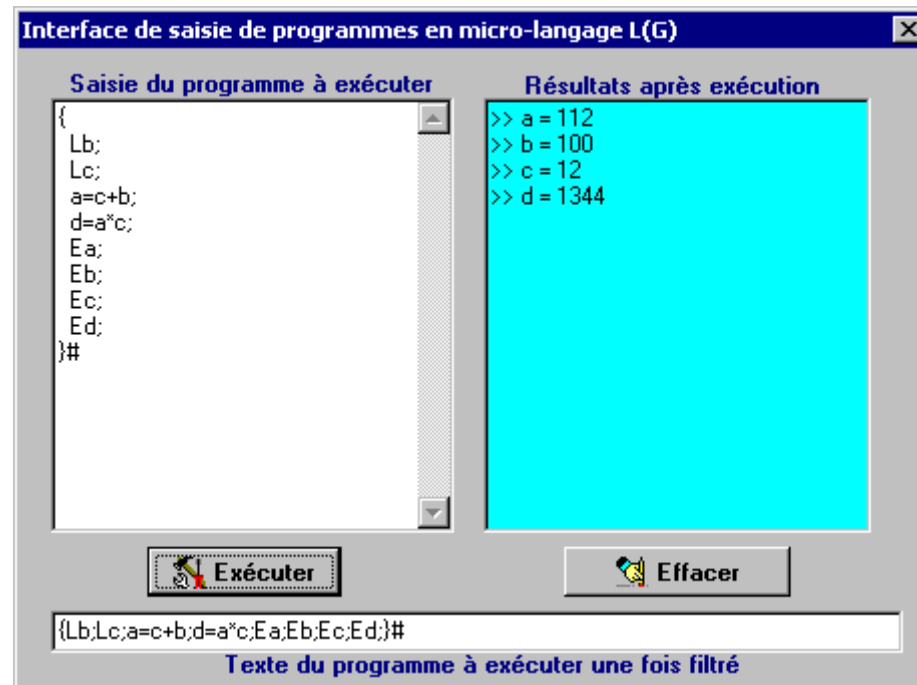 Interface de saisie de programmes en micro-langage L(G)
Saisie du programme à exécuter
{
Lb;
Lc;
a=c+b;
d=a*c;
Ea;
Eb;
Ec;
Ed;
}#
Résultats après exécution
>> a = 112
>> b = 100
>> c = 12
>> d = 1344
Exécuter
Effacer
{Lb;Lc;a=c+b;d=a*c;Ea;Eb;Ec;Ed;}#
Texte du programme à exécuter une fois filtré